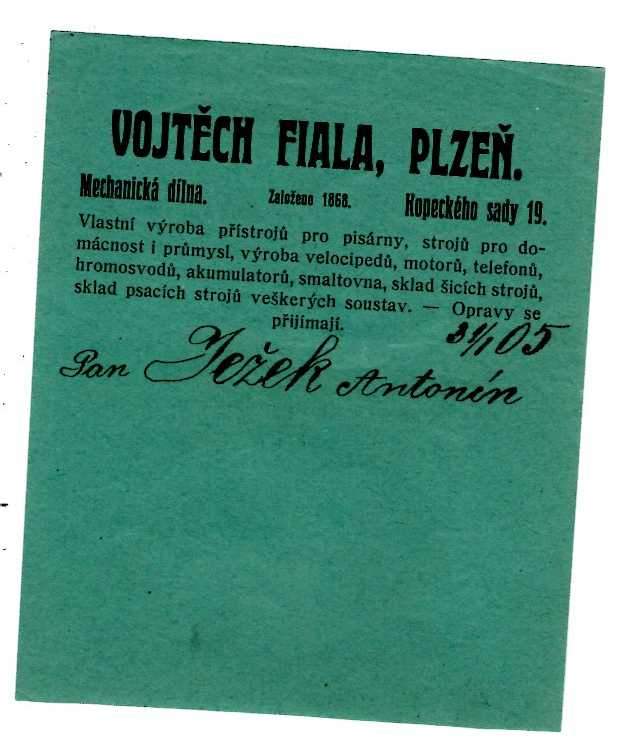 VOJTĚCH FIALA, PLZEŇ.
Mechanická dílna. Založeno 1868. Kopeckého sady 19.
Vlastní výroba přístrojů pro pisárny, strojů pro do-
mácnost i průmysl, výroba velocipedů, motorů, telefonů,
hromosvodů, akumulatorů, smaltovna, sklad šicích strojů,
sklad psacích strojů veškerých soustav. — Opravy se
přijímají.
31/1 05
Pan Ježek Antonín